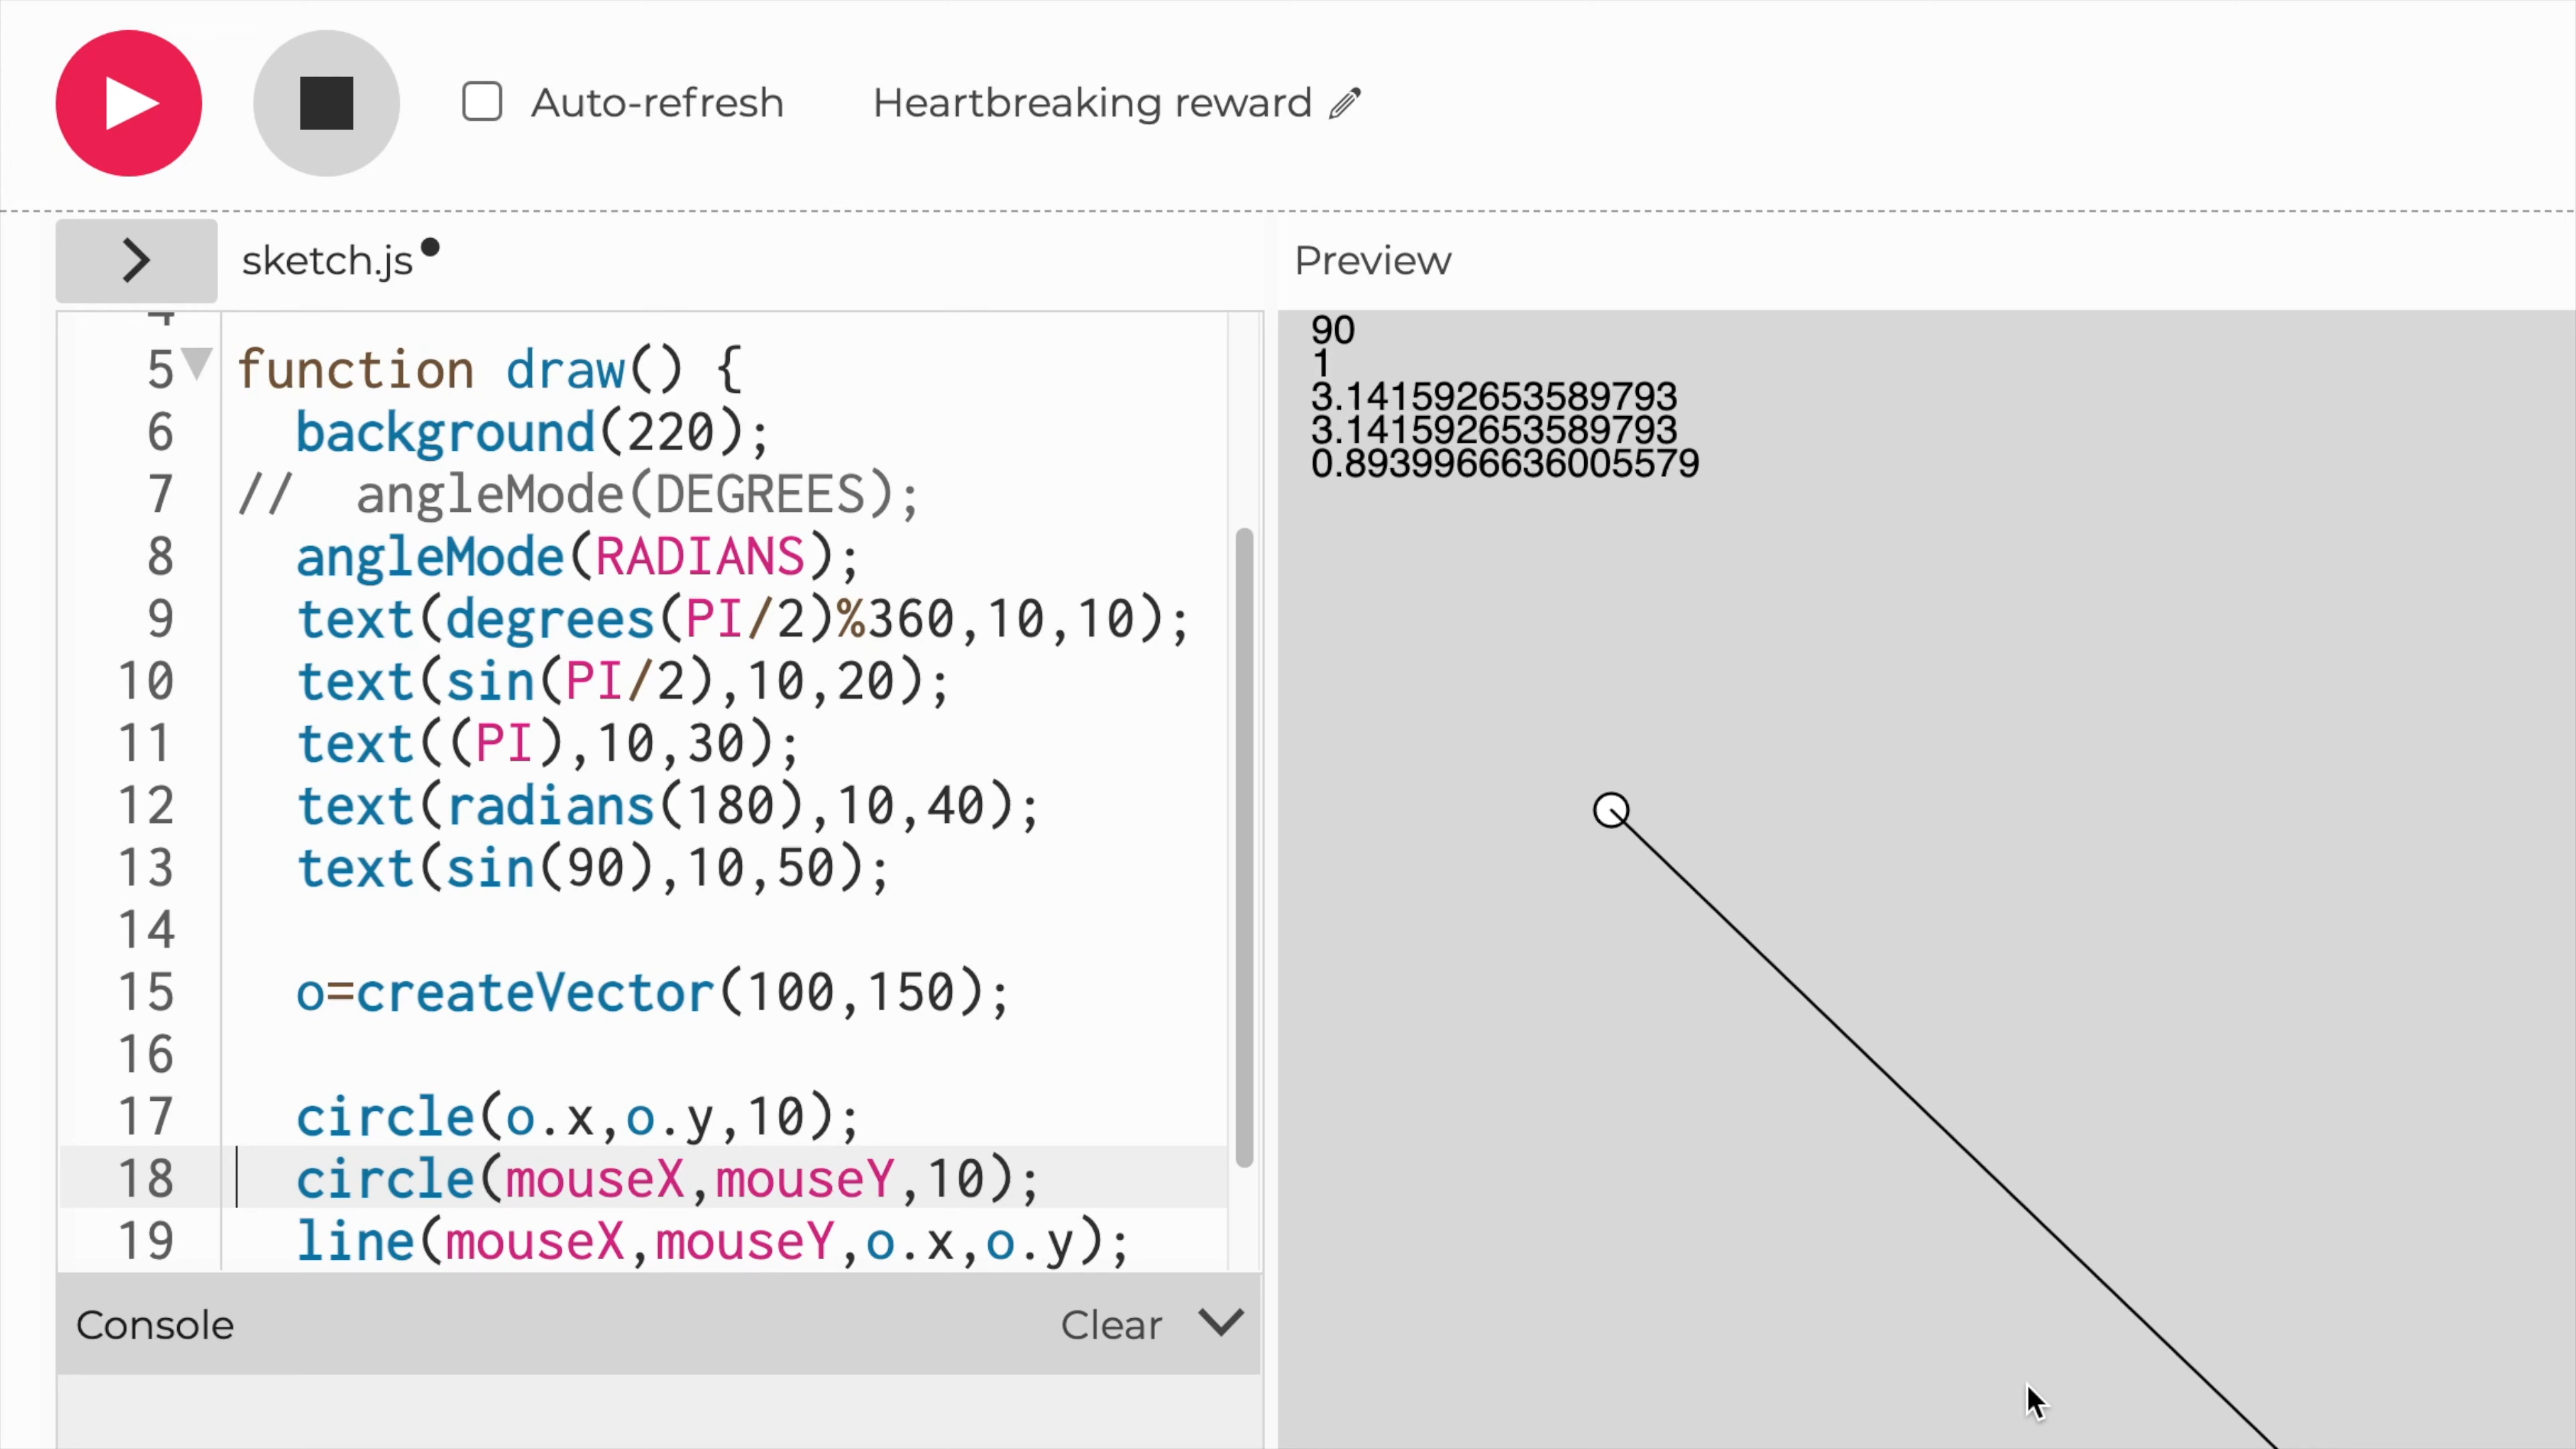 Auto-refresh
Heartbreaking reward
sketch.js
Preview
4
5 function draw() {
6 background(220);
7 // angleMode(DEGREES);
8 angleMode(RADIANS);
9 text(degrees(PI/2)%360,10,10);
10 text(sin(PI/2),10,20);
11 text((PI),10,30);
12 text(radians(180),10,40);
13 text(sin(90),10,50);
14
15 o=createVector(100,150);
16
17 circle(o.x,o.y,10);
18 circle(mouseX,mouseY,10);
19 line(mouseX,mouseY,o.x,o.y);
Console
Clear
90
1
3.141592653589793
3.141592653589793
0.8939966636005579